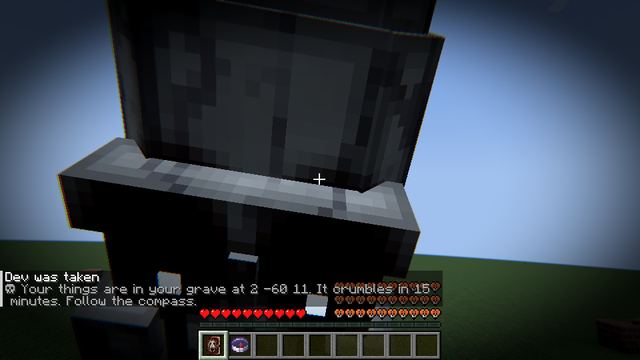 Dev was taken
☠ Your things are in your grave at 2 -60 11. It crumbles in 15
minutes. Follow the compass.